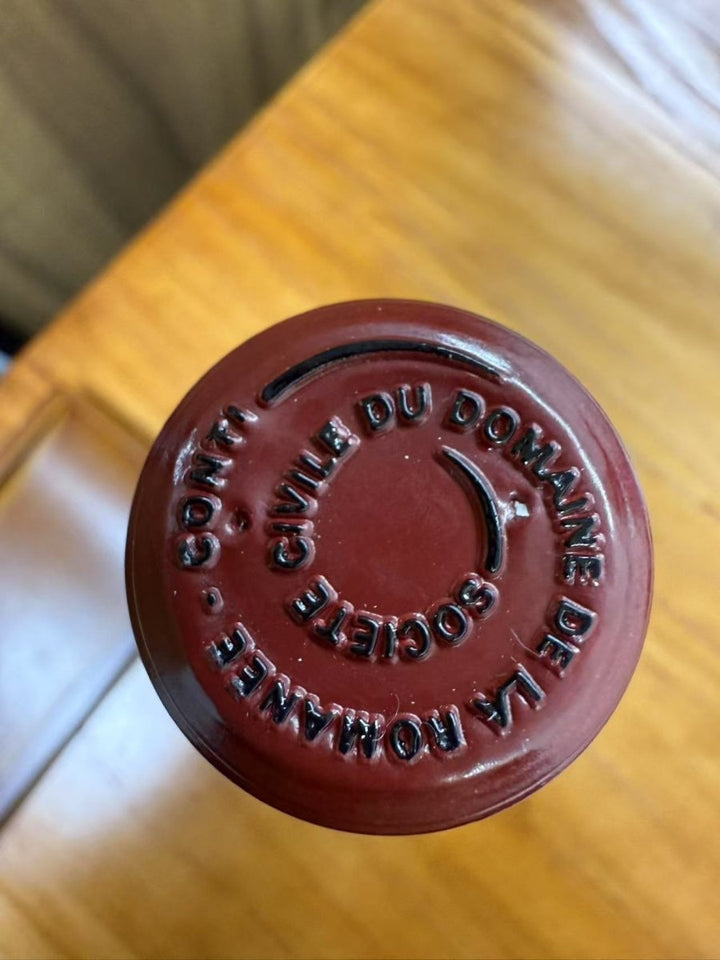 SOCIETE CIVILE DU DOMAINE DE LA ROMANEE - CONTI